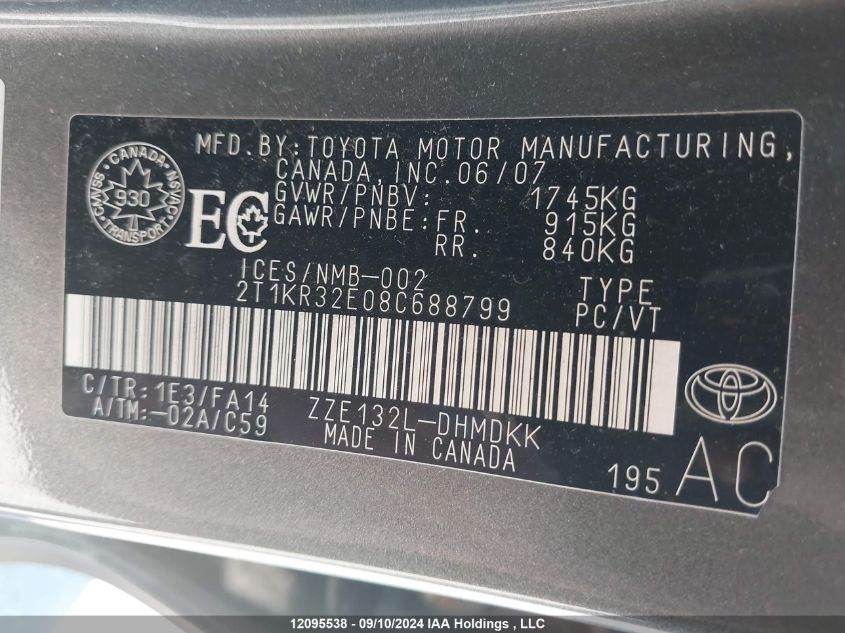 MFD.BY:TOYOTA MOTOR MANUFACTURING,
CANADA, INC.06/07
GVWR/PNBV: 1745KG
GAWR/PNBE:FR. 915KG
RR. 840KG
CANADA
CMVSS NSVAC
930
TRANSPORT
EC
ICES/NMB-002
2T1KR32E08C688799
TYPE
PC/VT
C/TR: 1E3/FA14
A/TM:-02A/C59
ZZE132L-DHMDKK
MADE IN CANADA
195 AC
12095538 - 09/10/2024 IAA Holdings, LLC